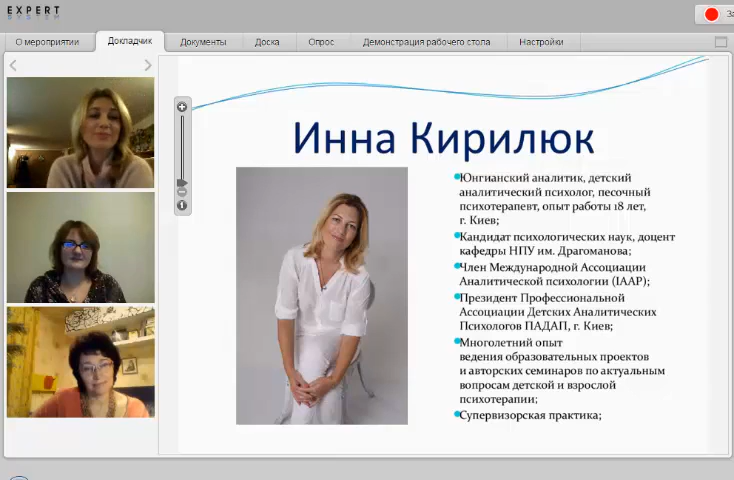 EXPERT
SYSTEM
О мероприятии
Докладчик
Документы
Доска
Опрос
Демонстрация рабочего стола
Настройки
Инна Кирилюк
Юнгианский аналитик, детский
аналитический психолог, песочный
психотерапевт, опыт работы 18 лет,
г. Киев;
Кандидат психологических наук, доцент
кафедры НПУ им. Драгоманова;
Член Международной Ассоциации
Аналитической психологии (IAAP);
Президент Профессиональной
Ассоциации Детских Аналитических
Психологов ПАДАП, г. Киев;
Многолетний опыт
ведения образовательных проектов
и авторских семинаров по актуальным
вопросам детской и взрослой
психотерапии;
Супервизорская практика;